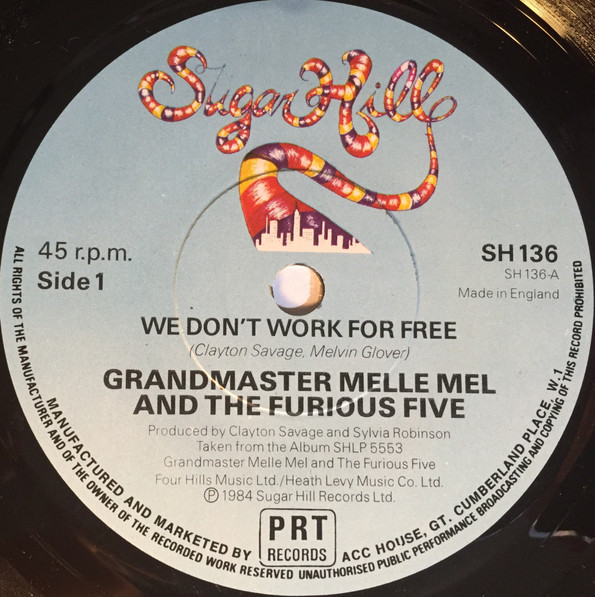 Sugar Hill
45 r.p.m.
Side 1
SH 136
SH 136-A
Made in England
WE DON'T WORK FOR FREE
(Clayton Savage, Melvin Glover)
GRANDMASTER MELLE MEL
AND THE FURIOUS FIVE
Produced by Clayton Savage and Sylvia Robinson
Taken from the Album SHLP 5553
Grandmaster Melle Mel and The Furious Five
Four Hills Music Ltd./Heath Levy Music Co. Ltd.
Ⓟ 1984 Sugar Hill Records Ltd.
PRT
RECORDS
MANUFACTURED AND MARKETED BY
ACC HOUSE, GT. CUMBERLAND PLACE, W.1
ALL RIGHTS OF THE MANUFACTURER AND OF THE OWNER OF THE RECORDED WORK RESERVED UNAUTHORISED PUBLIC PERFORMANCE BROADCASTING AND COPYING OF THIS RECORD PROHIBITED